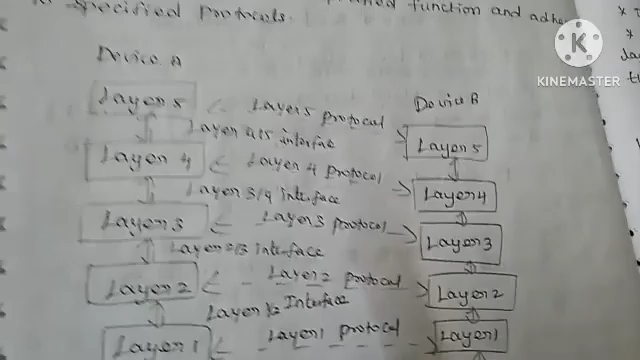 specified protocols.
function and adhe
K
KINEMASTER
Device A
Device B
Layer 5
Layer 5 protocol
Layer 5
Layer 4/5 interface
Layer 4
Layer 4 protocol
Layer 4
Layer 3/4 interface
Layer 3
Layer 3 protocol
Layer 3
Layer 2/3 interface
Layer 2
Layer 2 protocol
Layer 2
Layer 1/2 Interface
Layer 1
Layer 1 protocol
Layer 1